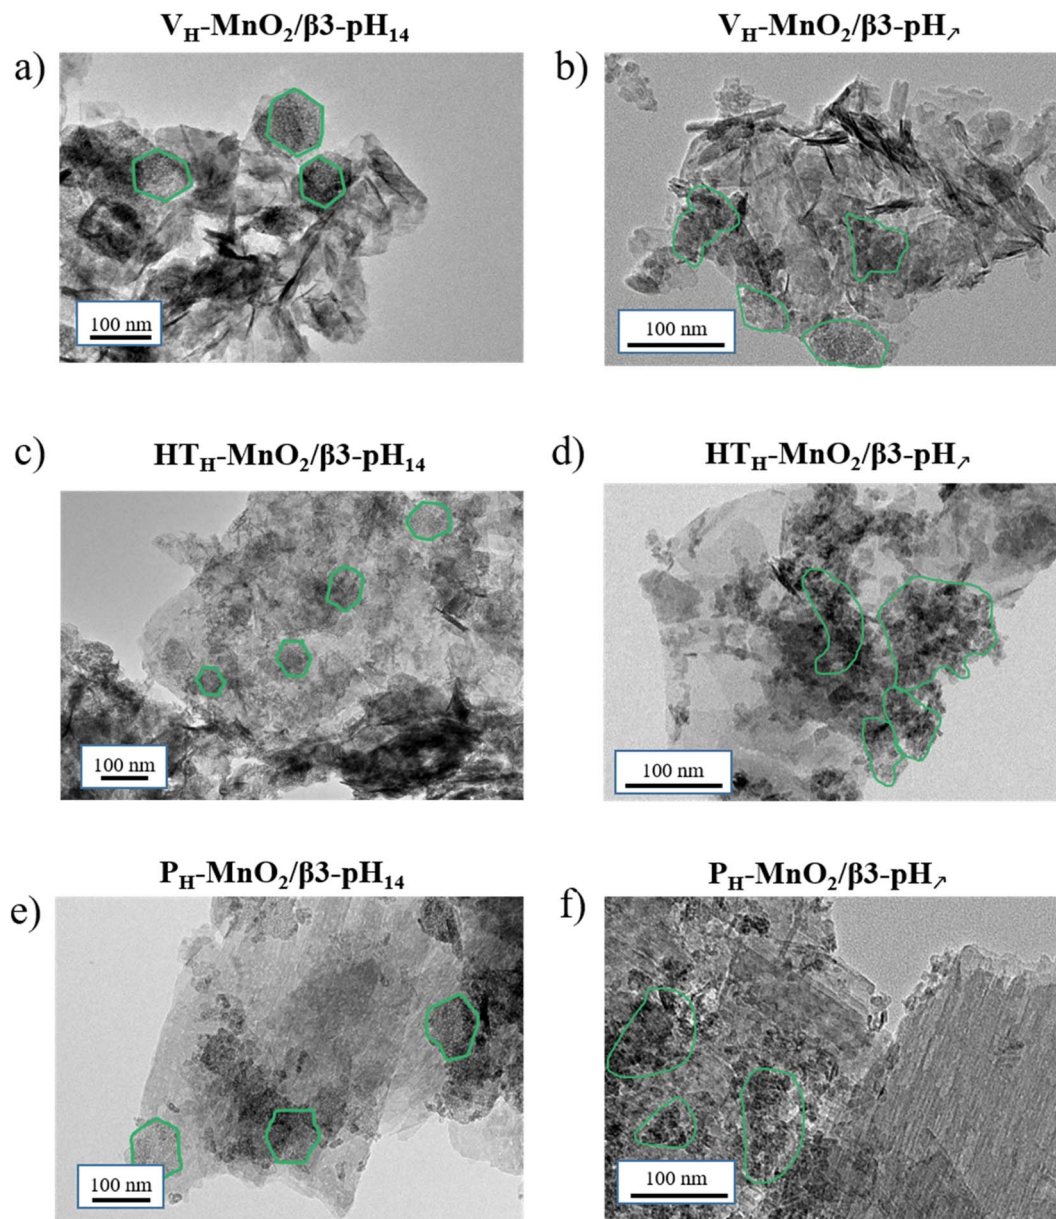 V_H-MnO₂/β3-pH₁₄
V_H-MnO₂/β3-pH↗
a)
b)
100 nm
100 nm
c)
HT_H-MnO₂/β3-pH₁₄
d)
HT_H-MnO₂/β3-pH↗
100 nm
100 nm
P_H-MnO₂/β3-pH₁₄
P_H-MnO₂/β3-pH↗
e)
f)
100 nm
100 nm